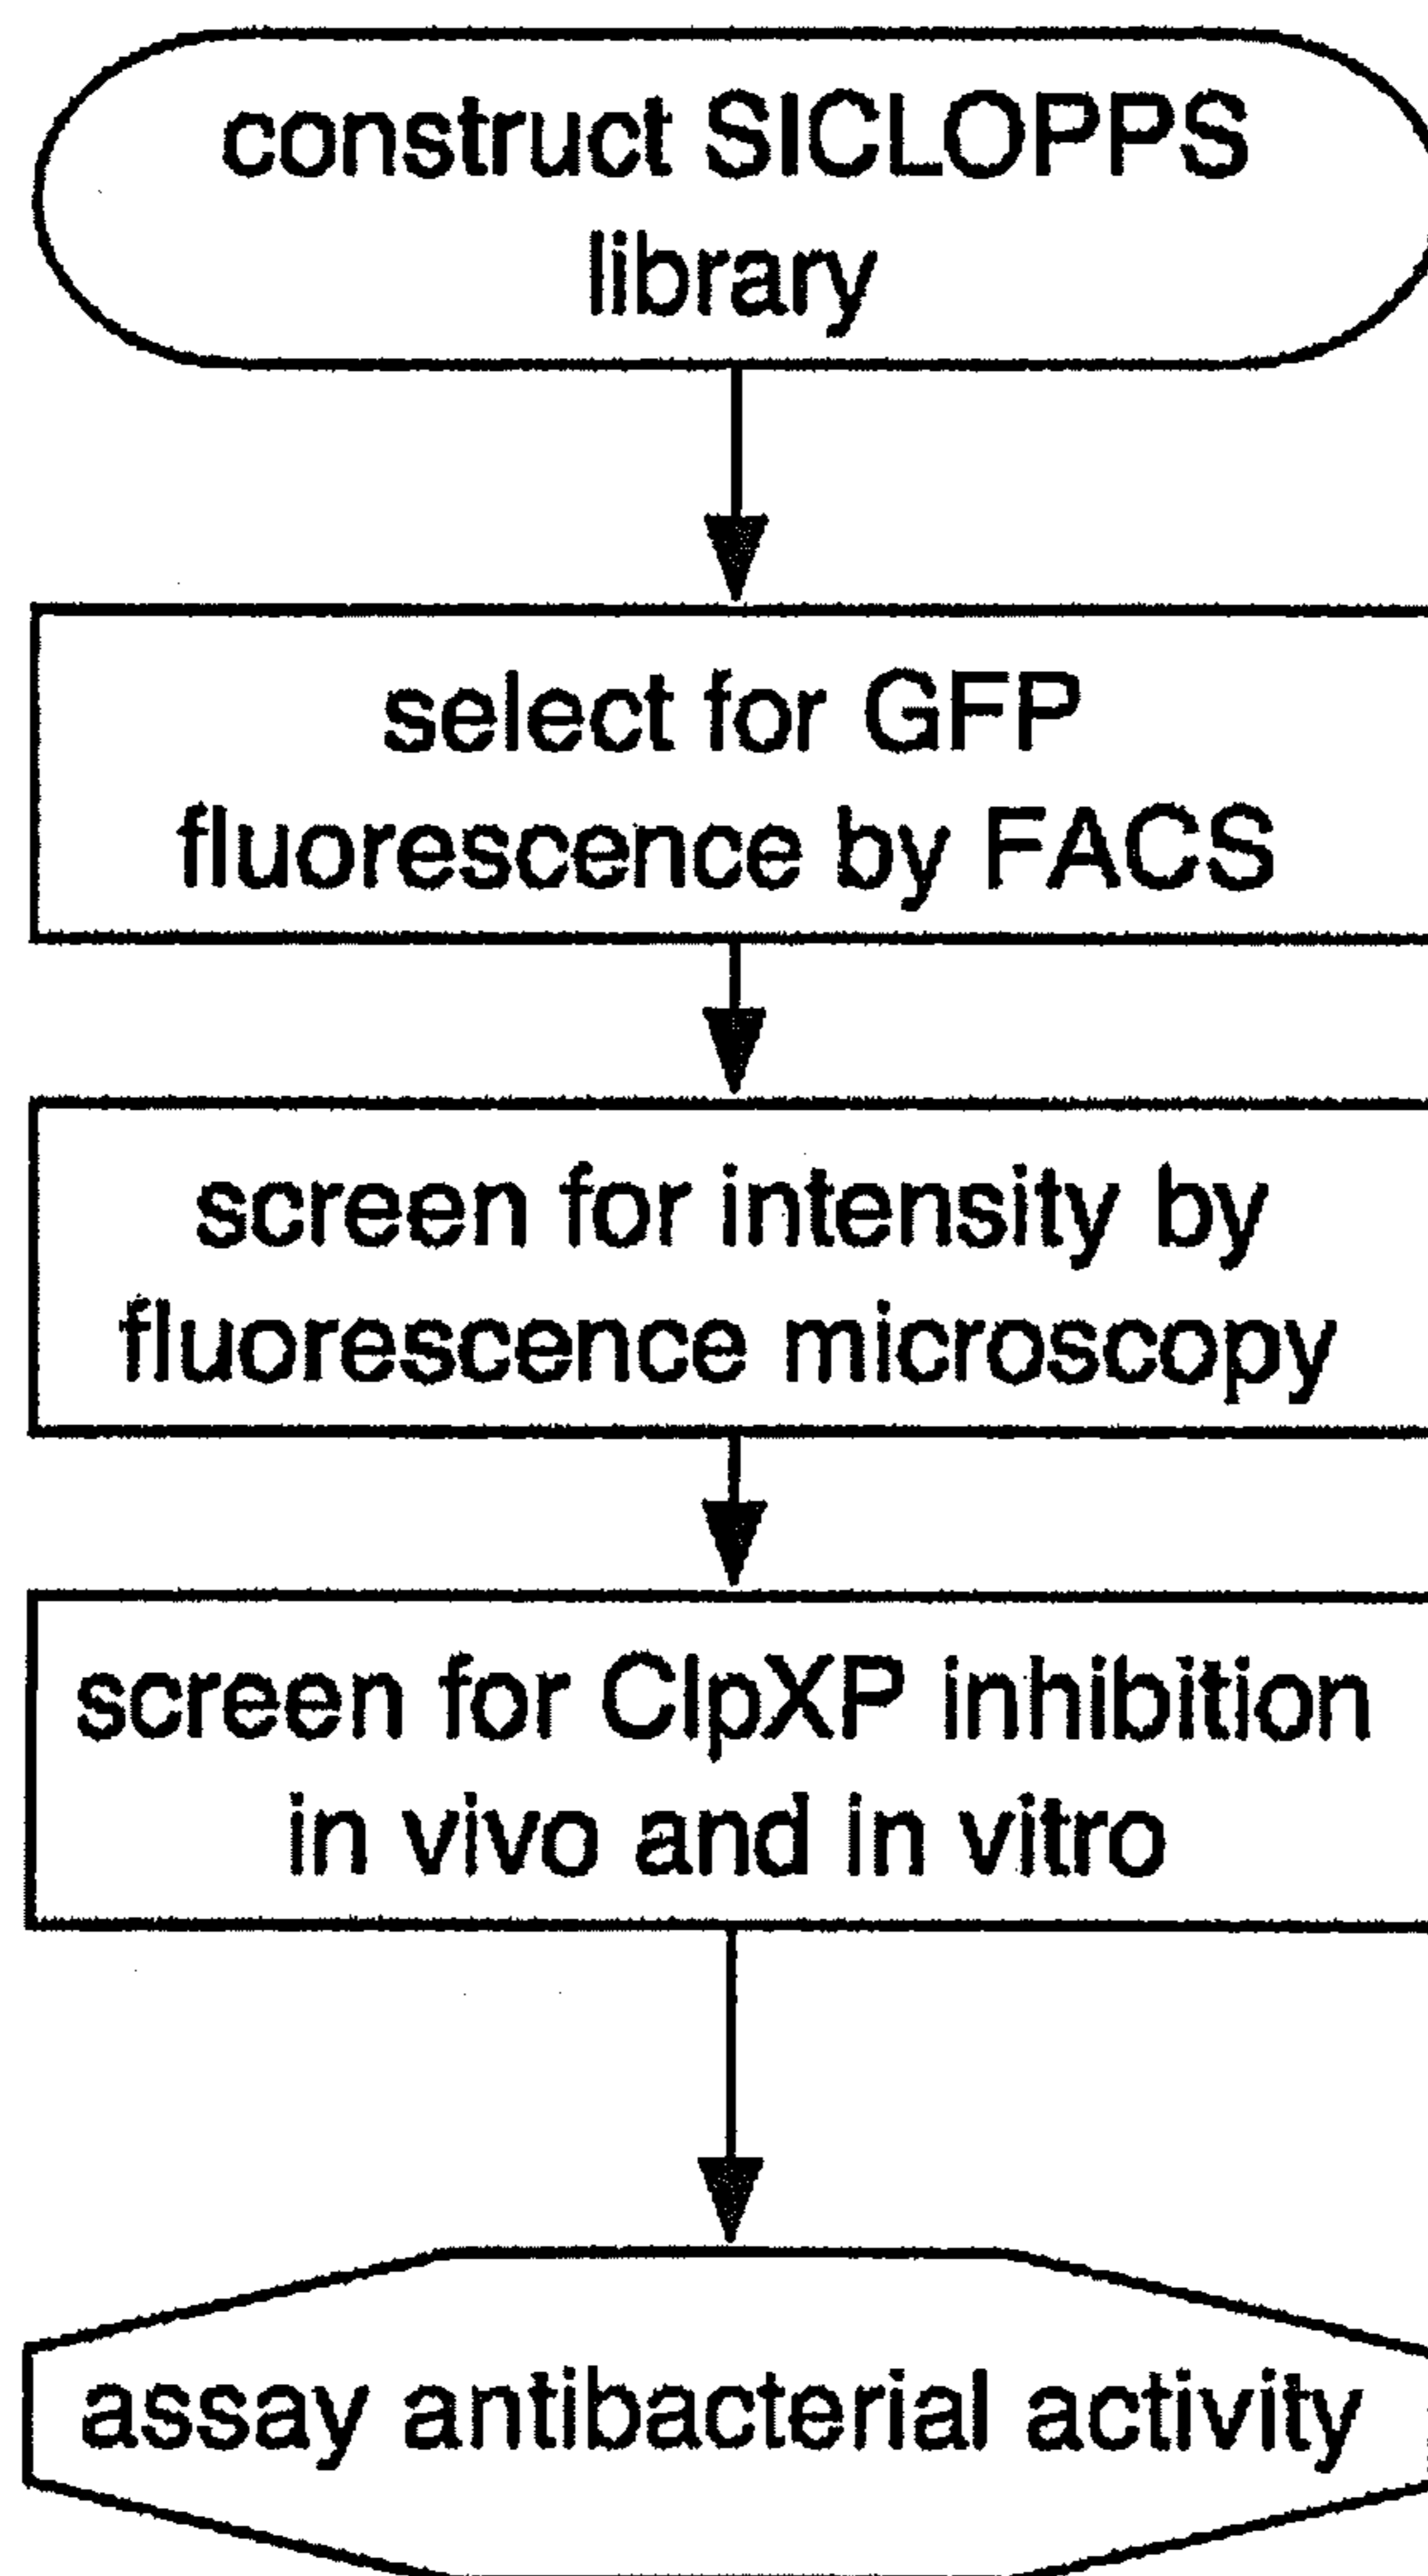 construct SICLOPPS
library
select for GFP
fluorescence by FACS
screen for intensity by
fluorescence microscopy
screen for ClpXP inhibition
in vivo and in vitro
assay antibacterial activity